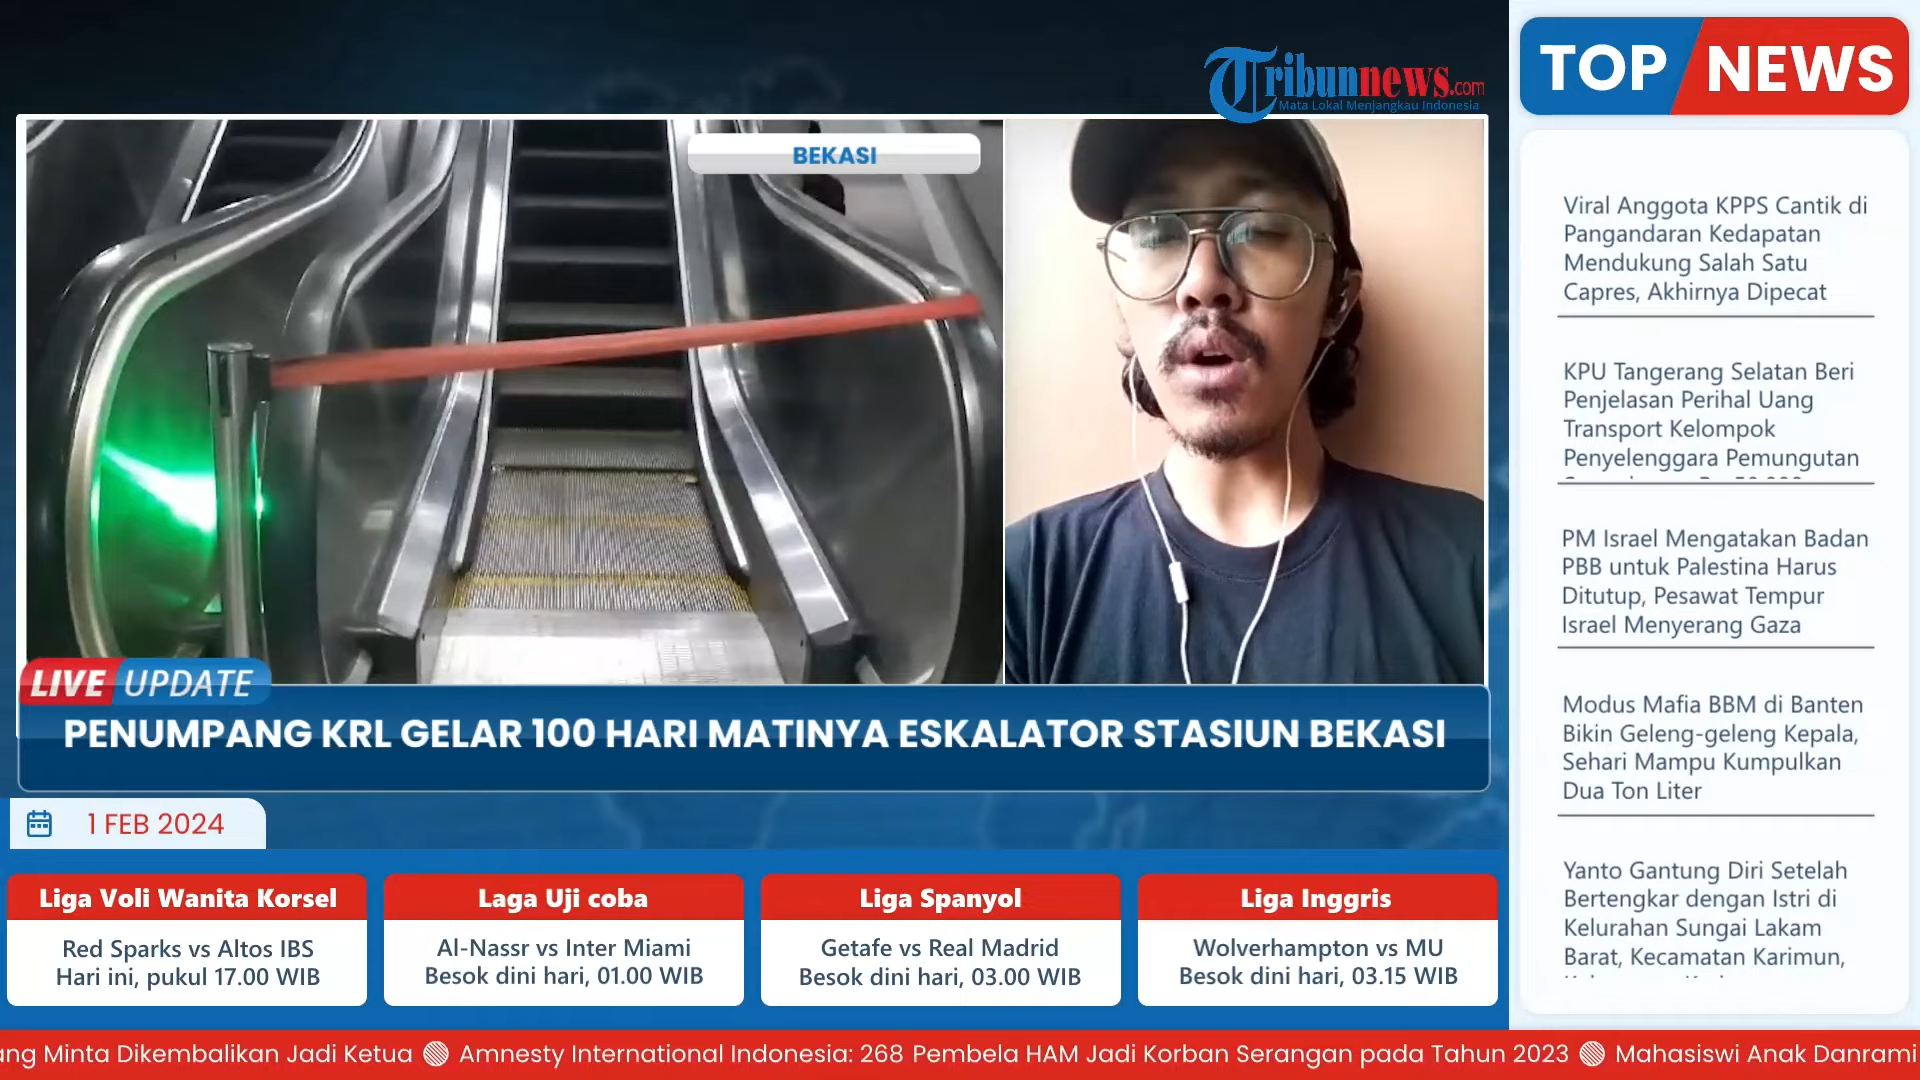 Tribunnews.com
Mata Lokal Menjangkau Indonesia
TOP NEWS
BEKASI
LIVE UPDATE
PENUMPANG KRL GELAR 100 HARI MATINYA ESKALATOR STASIUN BEKASI
1 FEB 2024
Viral Anggota KPPS Cantik di
Pangandaran Kedapatan
Mendukung Salah Satu
Capres, Akhirnya Dipecat
KPU Tangerang Selatan Beri
Penjelasan Perihal Uang
Transport Kelompok
Penyelenggara Pemungutan
PM Israel Mengatakan Badan
PBB untuk Palestina Harus
Ditutup, Pesawat Tempur
Israel Menyerang Gaza
Modus Mafia BBM di Banten
Bikin Geleng-geleng Kepala,
Sehari Mampu Kumpulkan
Dua Ton Liter
Yanto Gantung Diri Setelah
Bertengkar dengan Istri di
Kelurahan Sungai Lakam
Barat, Kecamatan Karimun,
Liga Voli Wanita Korsel
Red Sparks vs Altos IBS
Hari ini, pukul 17.00 WIB
Laga Uji coba
Al-Nassr vs Inter Miami
Besok dini hari, 01.00 WIB
Liga Spanyol
Getafe vs Real Madrid
Besok dini hari, 03.00 WIB
Liga Inggris
Wolverhampton vs MU
Besok dini hari, 03.15 WIB
ang Minta Dikembalikan Jadi Ketua Amnesty International Indonesia: 268 Pembela HAM Jadi Korban Serangan pada Tahun 2023 Mahasiswi Anak Danrami